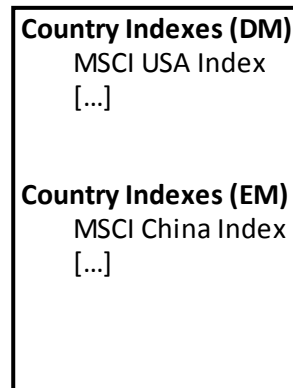 Country Indexes (DM)
MSCI USA Index
[…]
Country Indexes (EM)
MSCI China Index
[…]